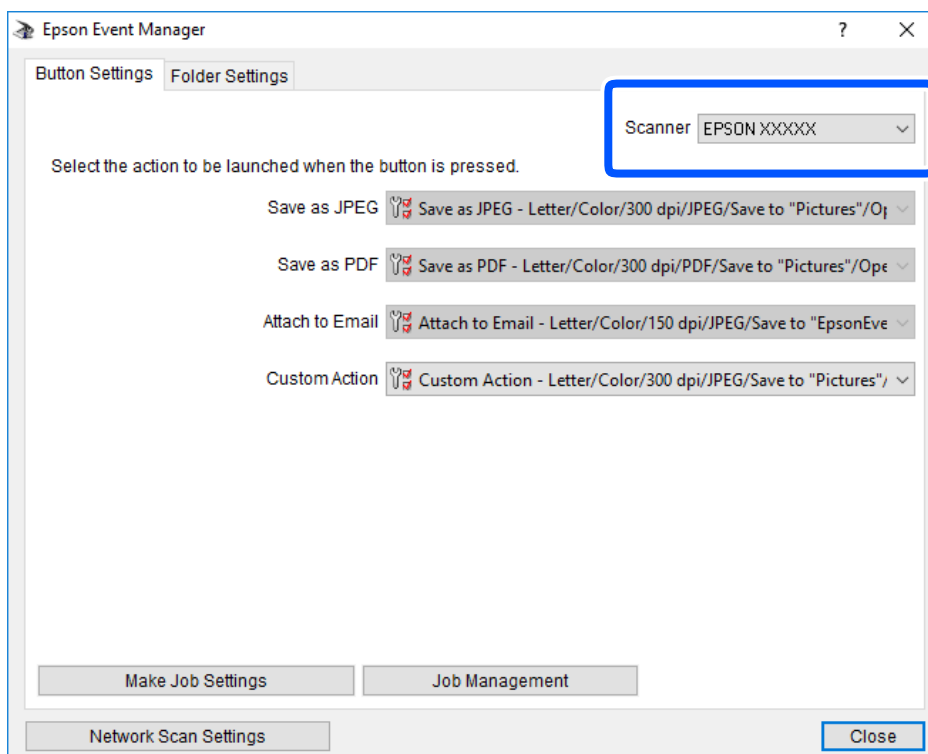 Epson Event Manager
Button Settings Folder Settings
Scanner EPSON XXXXX
Select the action to be launched when the button is pressed.
Save as JPEG Save as JPEG - Letter/Color/300 dpi/JPEG/Save to "Pictures"/Op
Save as PDF Save as PDF - Letter/Color/300 dpi/PDF/Save to "Pictures"/Ope
Attach to Email Attach to Email - Letter/Color/150 dpi/JPEG/Save to "EpsonEve
Custom Action Custom Action - Letter/Color/300 dpi/JPEG/Save to "Pictures"/
Make Job Settings Job Management
Network Scan Settings Close